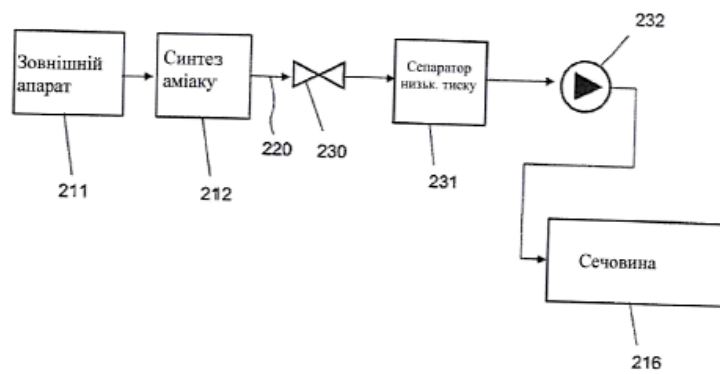 232
Зовнішній
апарат
Синтез
аміаку
Сепаратор
низьк. тиску
211
212
220
230
231
Сечовина
216